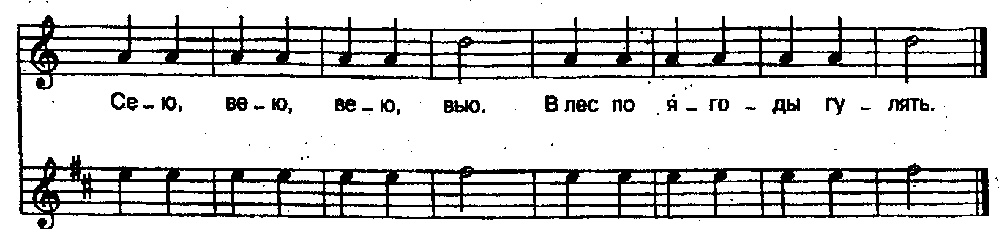 Се – ю, ве – ю, ве – ю, вью. В лес по я – го – ды гу – лять.